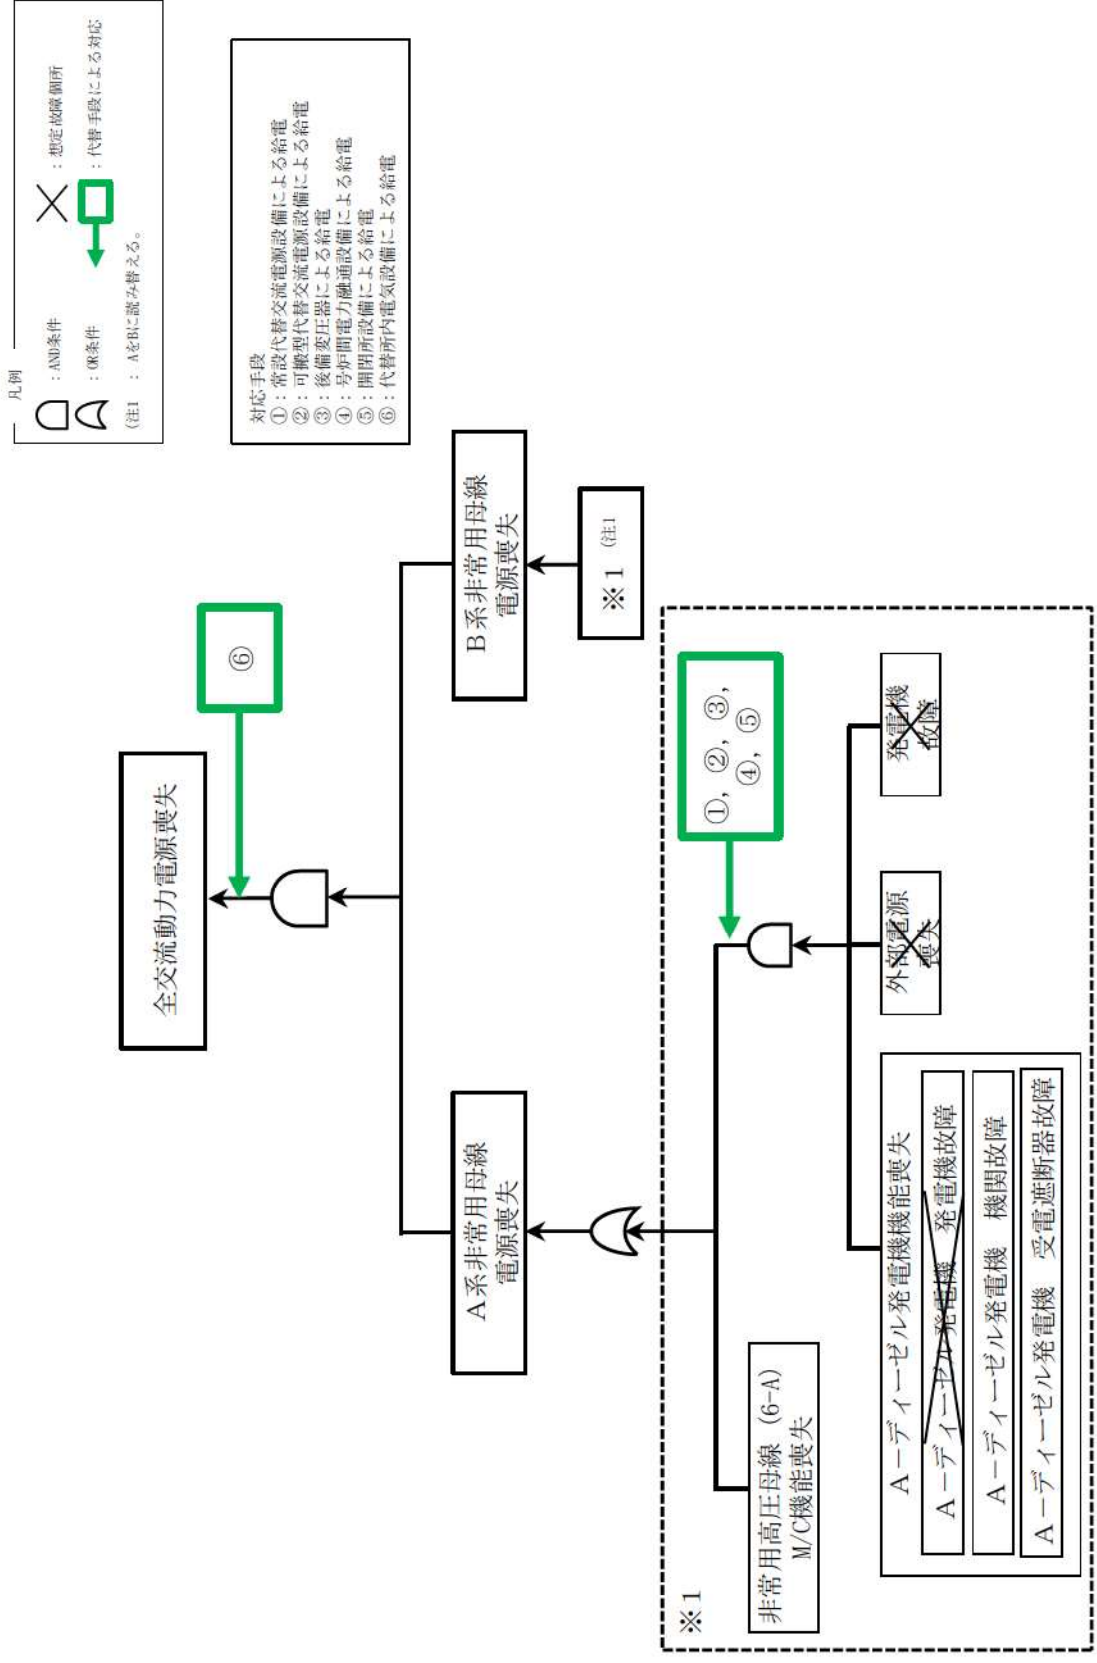 凡例
：AND条件
：想定故障個所
：OR条件
：代替手段による対応
(注1 ：AをBに読み替える。
対応手段
①：常設代替交流電源設備による給電
②：可搬型代替交流電源設備による給電
③：後備変圧器による給電
④：号炉間電力融通設備による給電
⑤：開閉所設備による給電
⑥：代替所内電気設備による給電
全交流動力電源喪失
⑥
A系非常用母線
電源喪失
B系非常用母線
電源喪失
※1 (注1
※1
①, ②, ③,
④, ⑤
非常用高圧母線 (6-A)
M/C機能喪失
A－ディーゼル発電機機能喪失
A－ディーゼル発電機 発電機故障
A－ディーゼル発電機 機関故障
A－ディーゼル発電機 受電遮断器故障
外部電源
喪失
発電機
故障